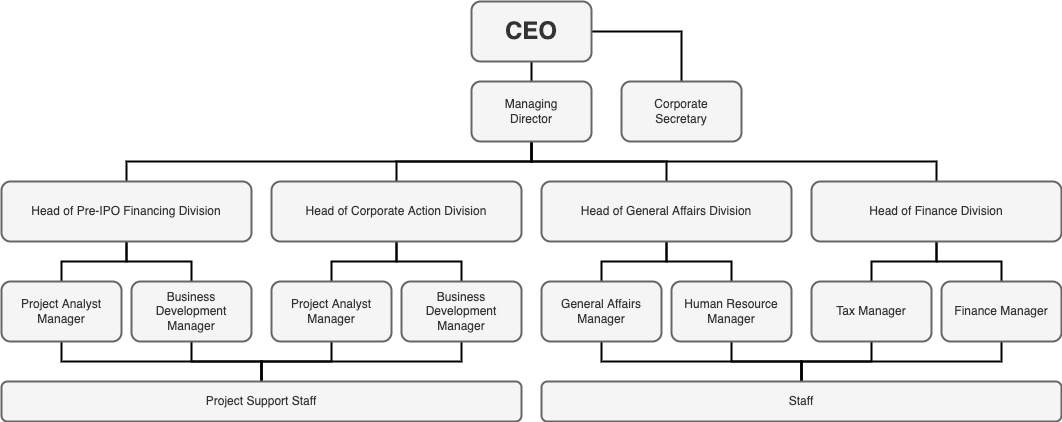 CEO
Managing
Director
Corporate
Secretary
Head of Pre-IPO Financing Division
Head of Corporate Action Division
Head of General Affairs Division
Head of Finance Division
Project Analyst
Manager
Business
Development
Manager
Project Analyst
Manager
Business
Development
Manager
General Affairs
Manager
Human Resource
Manager
Tax Manager
Finance Manager
Project Support Staff
Staff